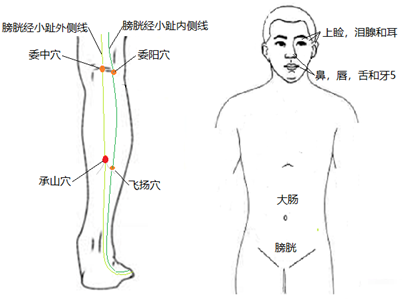 膀胱经小趾外侧线
膀胱经小趾内侧线
委中穴
委阳穴
承山穴
飞扬穴
上睑，泪腺和耳
鼻，唇，舌和牙5
大肠
膀胱